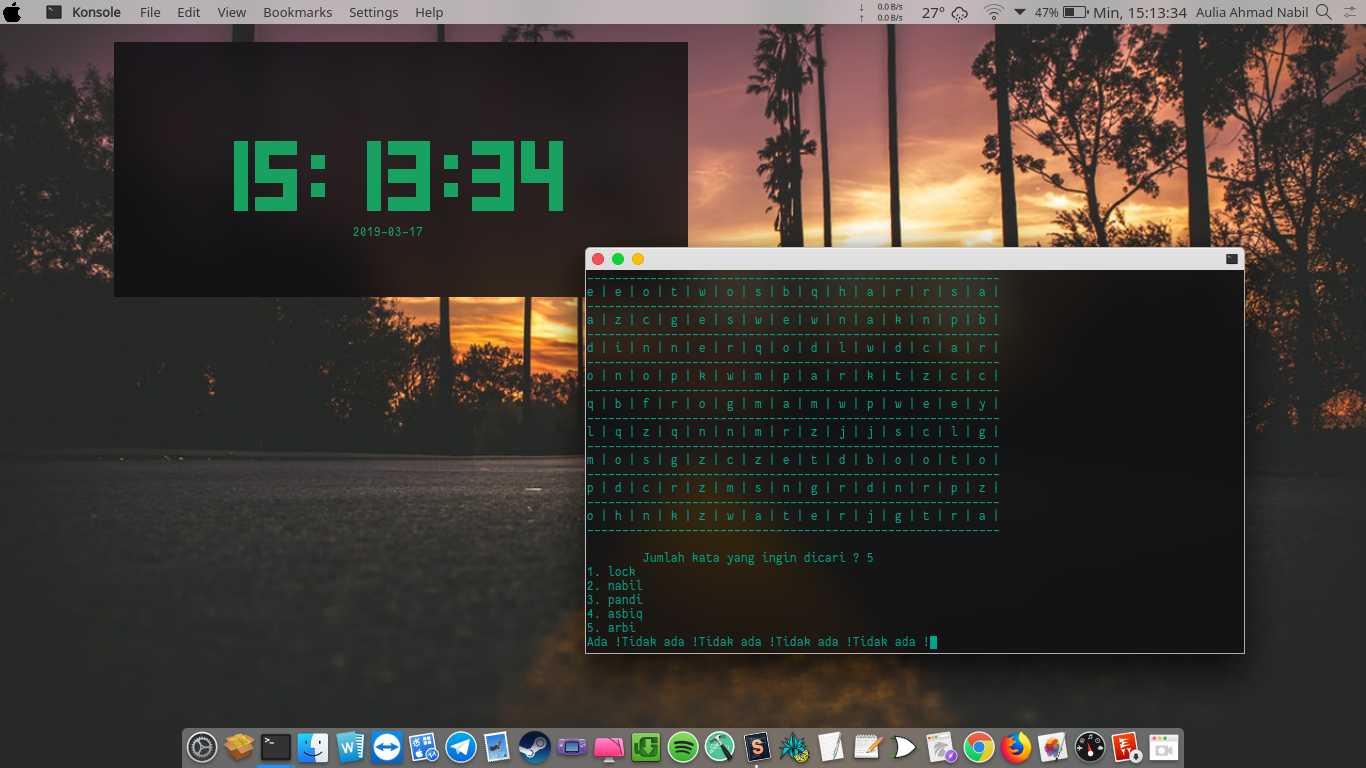 Konsole File Edit View Bookmarks Settings Help ↓ 0.0 B/s ↑ 0.0 B/s 27° 47% Min, 15:13:34 Aulia Ahmad Nabil
15: 13:34
2019-03-17
e | e | o | t | w | o | s | b | q | h | a | r | r | s | a |
a | z | c | g | e | s | w | e | w | n | a | k | n | p | b |
d | i | n | n | e | r | q | o | d | l | w | d | c | a | r |
o | n | o | p | k | w | m | p | a | r | k | t | z | c | c |
q | b | f | r | o | g | m | a | m | w | p | w | e | e | y |
l | q | z | q | n | n | m | r | z | j | j | s | c | l | g |
m | o | s | g | z | c | z | e | t | d | b | o | o | t | o |
p | d | c | r | z | m | s | n | g | r | d | n | r | p | z |
o | h | n | k | z | w | a | t | e | r | j | g | t | r | a |
Jumlah kata yang ingin dicari ? 5
1. lock
2. nabil
3. pandi
4. asbiq
5. arbi
Ada !Tidak ada !Tidak ada !Tidak ada !Tidak ada !